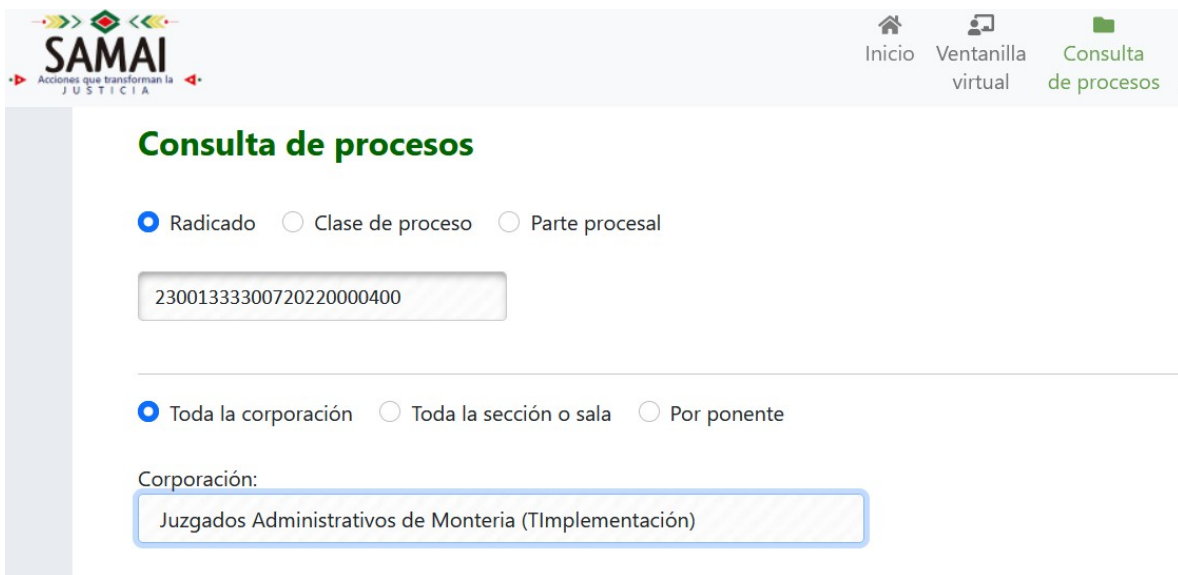 SAMAI
Acciones que transforman la
JUSTICIA
Inicio
Ventanilla
virtual
Consulta
de procesos
Consulta de procesos
Radicado Clase de proceso Parte procesal
23001333300720220000400
Toda la corporación Toda la sección o sala Por ponente
Corporación:
Juzgados Administrativos de Monteria (TImplementación)